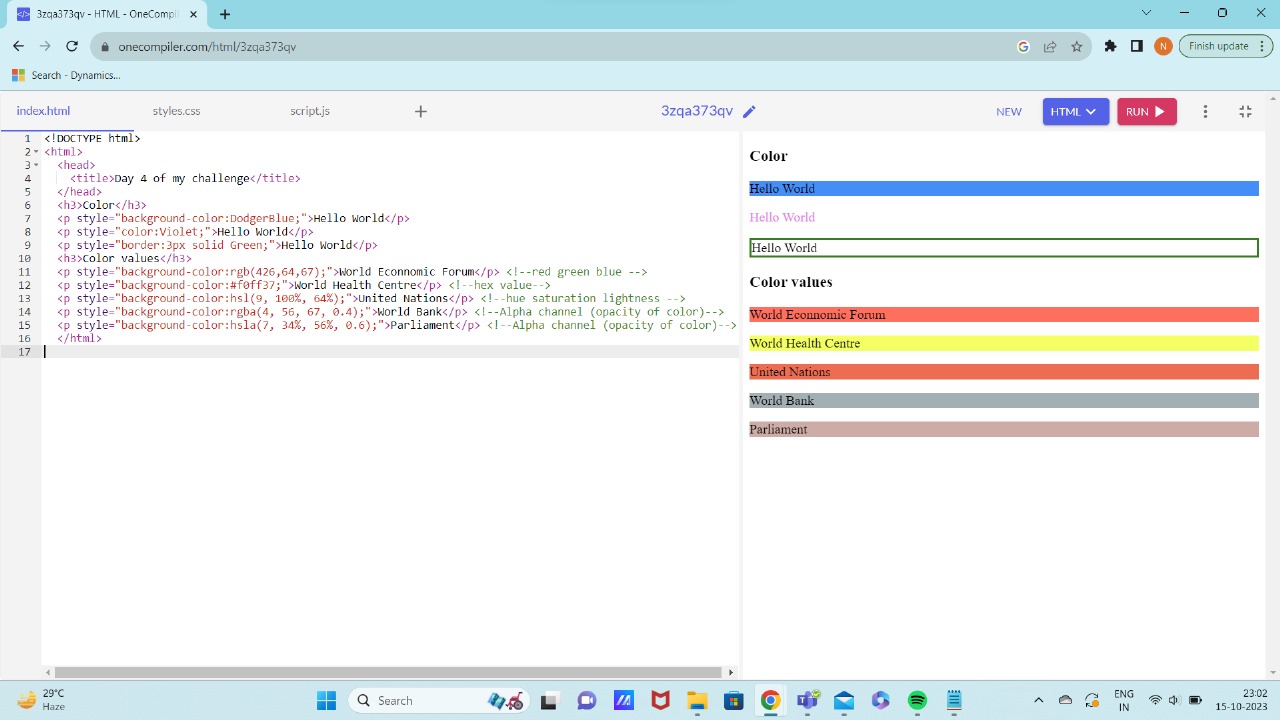 3zqa373qv - HTML - OneCompil
onecompiler.com/html/3zqa373qv
N
Finish update
Search - Dynamics...
index.html
styles.css
script.js
3zqa373qv
NEW
HTML
RUN
1 <!DOCTYPE html>
2 <html>
3 <head>
4 <title>Day 4 of my challenge</title>
5 </head>
6 <h3>Color</h3>
7 <p style="background-color:DodgerBlue;">Hello World</p>
8 <p style="color:Violet;">Hello World</p>
9 <p style="border:3px solid Green;">Hello World</p>
10 <h3>Color values</h3>
11 <p style="background-color:rgb(426,64,67);">World Econnomic Forum</p> <!--red green blue -->
12 <p style="background-color:#f0ff37;">World Health Centre</p> <!--hex value-->
13 <p style="background-color:hsl(9, 100%, 64%);">United Nations</p> <!--hue saturation lightness -->
14 <p style="background-color:rgba(4, 56, 67, 0.4);">World Bank</p> <!--Alpha channel (opacity of color)-->
15 <p style="background-color:hsla(7, 34%, 56%, 0.6);">Parliament</p> <!--Alpha channel (opacity of color)-->
16 </html>
17
Color
Hello World
Hello World
Hello World
Color values
World Econnomic Forum
World Health Centre
United Nations
World Bank
Parliament
29°C
Haze
Search
ENG
IN
23:02
15-10-2023